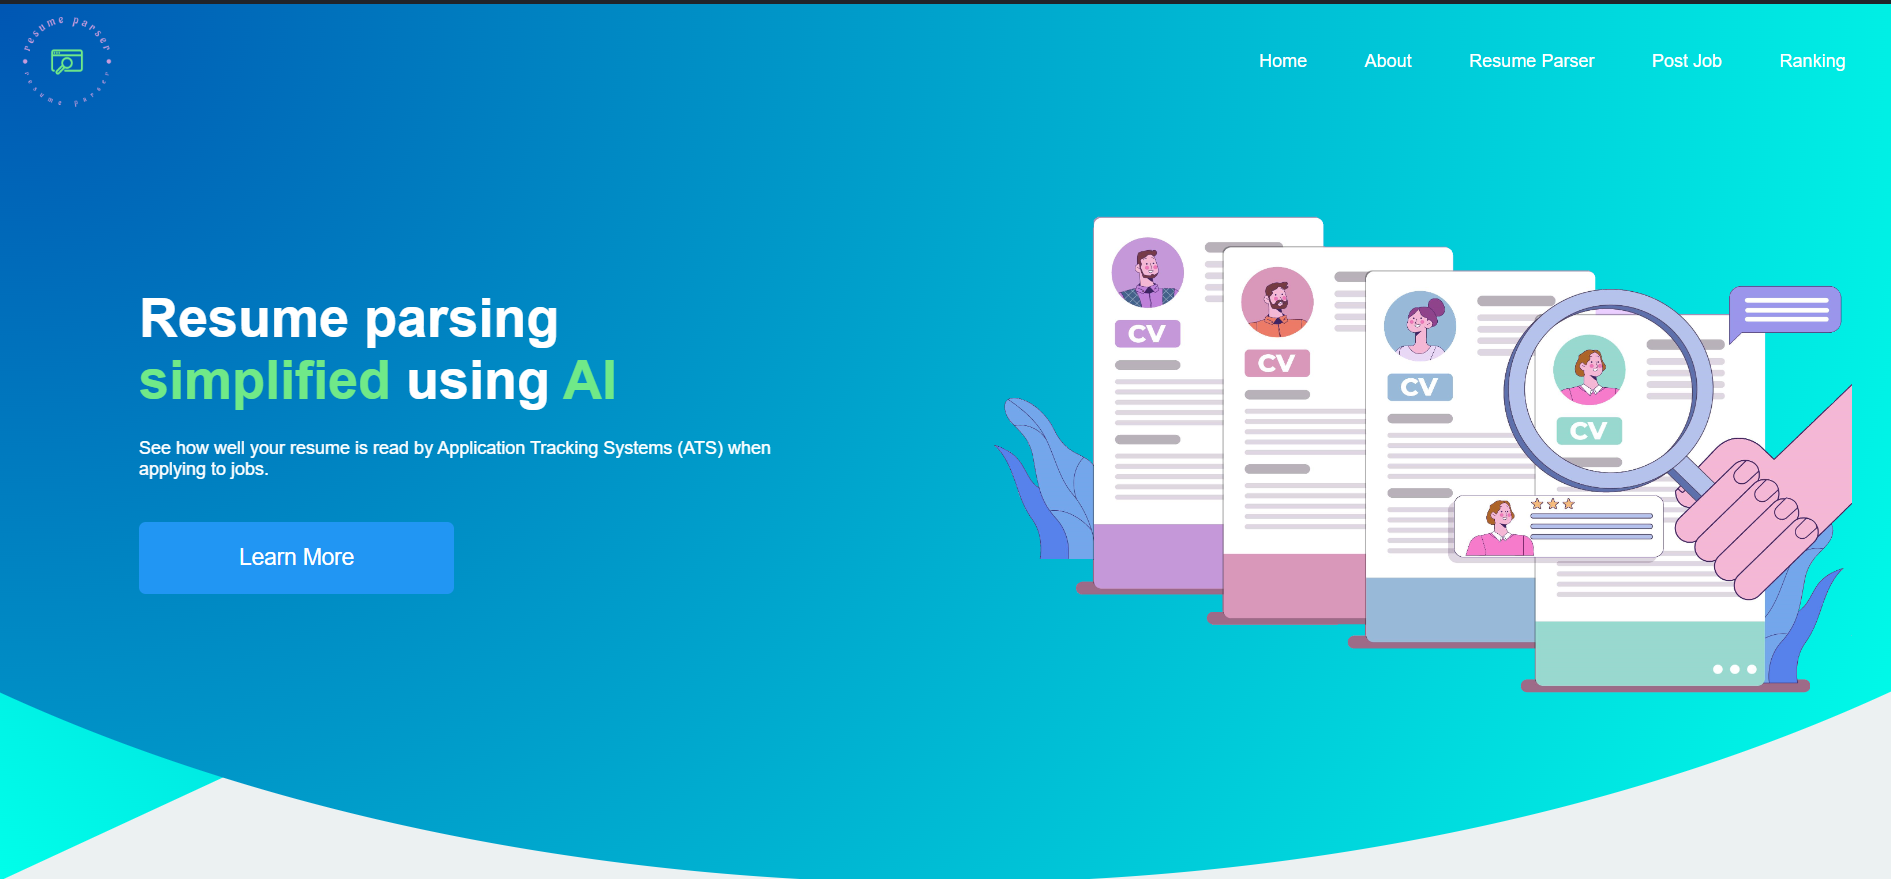 resume parser
resume parser
Home About Resume Parser Post Job Ranking
Resume parsing
simplified using AI
See how well your resume is read by Application Tracking Systems (ATS) when
applying to jobs.
Learn More
CV
CV
CV
CV